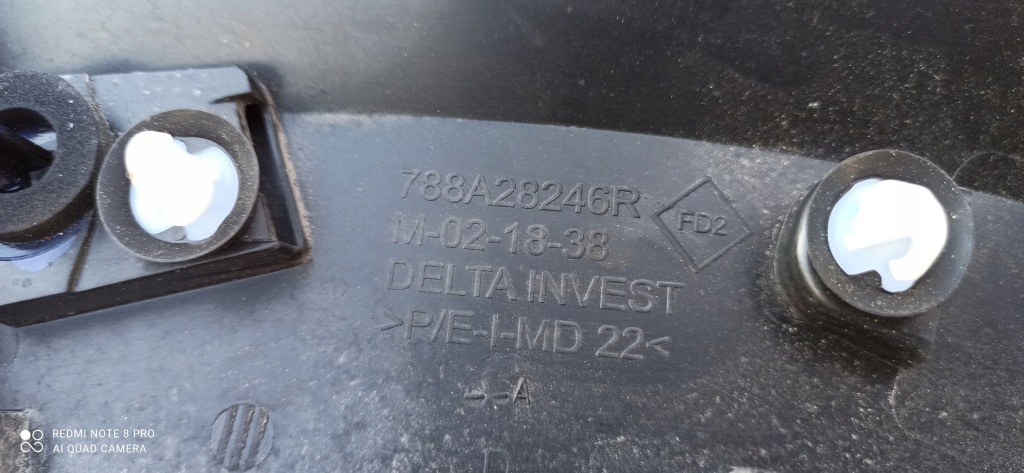 788A28246R
FD2
M-02-18-38
DELTA INVEST
>P/E-I-MD 22<
REDMI NOTE 8 PRO
AI QUAD CAMERA